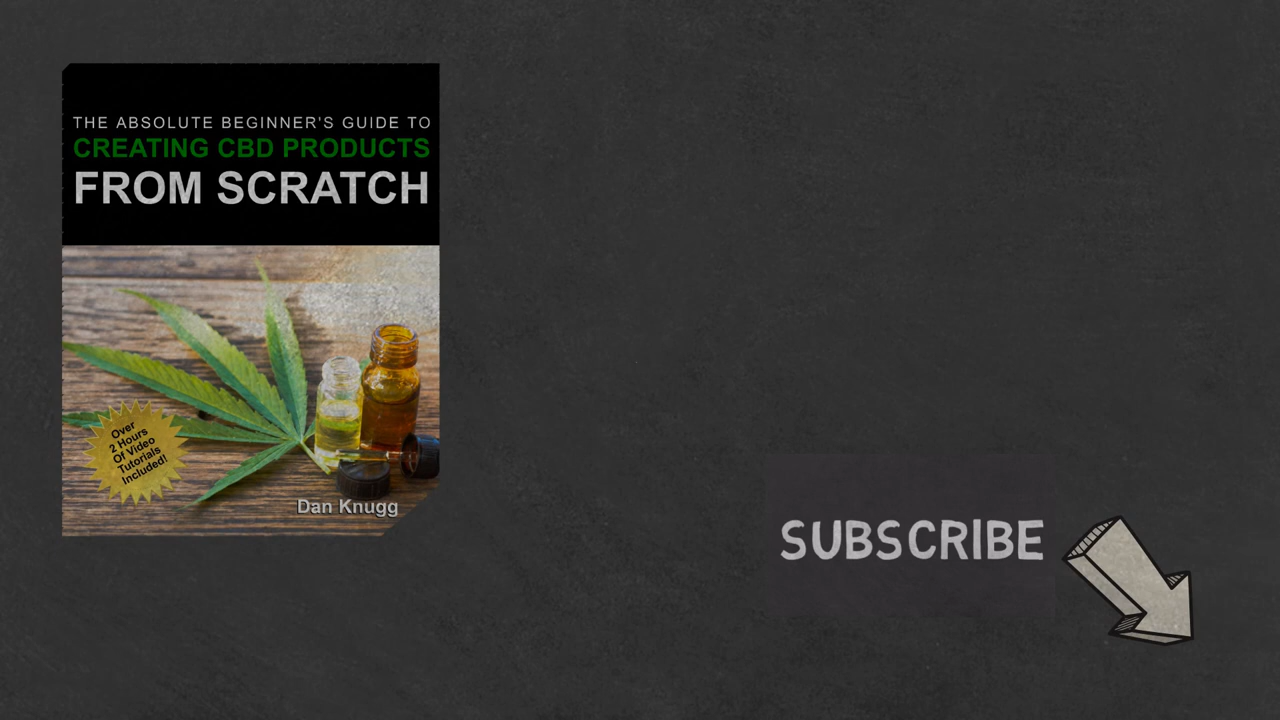 THE ABSOLUTE BEGINNER'S GUIDE TO
CREATING CBD PRODUCTS
FROM SCRATCH
Over
2 Hours
Of Video
Tutorials
Included!
Dan Knugg
SUBSCRIBE